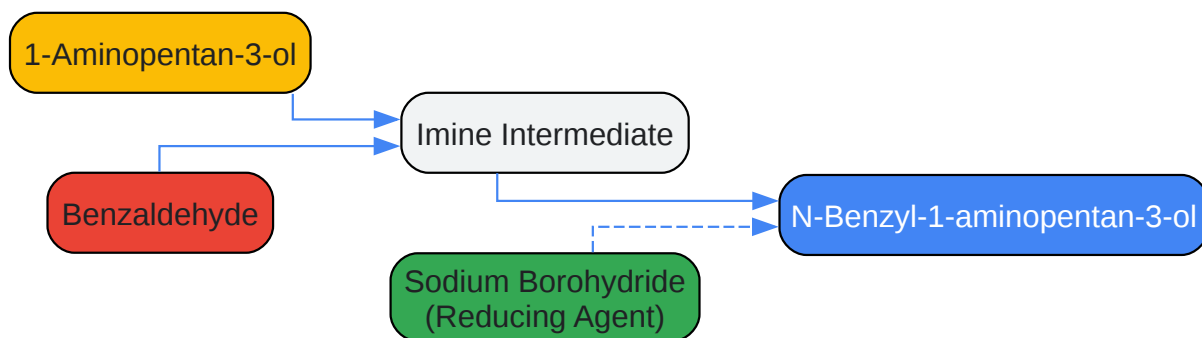 1-Aminopentan-3-ol
Imine Intermediate
Benzaldehyde
N-Benzyl-1-aminopentan-3-ol
Sodium Borohydride
(Reducing Agent)